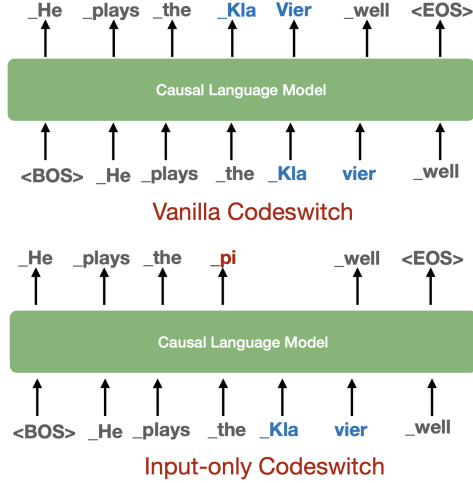 _He _plays _the _Kla Vier _well <EOS>
Causal Language Model
<BOS> _He _plays _the _Kla vier _well
Vanilla Codeswitch
_He _plays _the _pi _well <EOS>
Causal Language Model
<BOS> _He _plays _the _Kla vier _well
Input-only Codeswitch